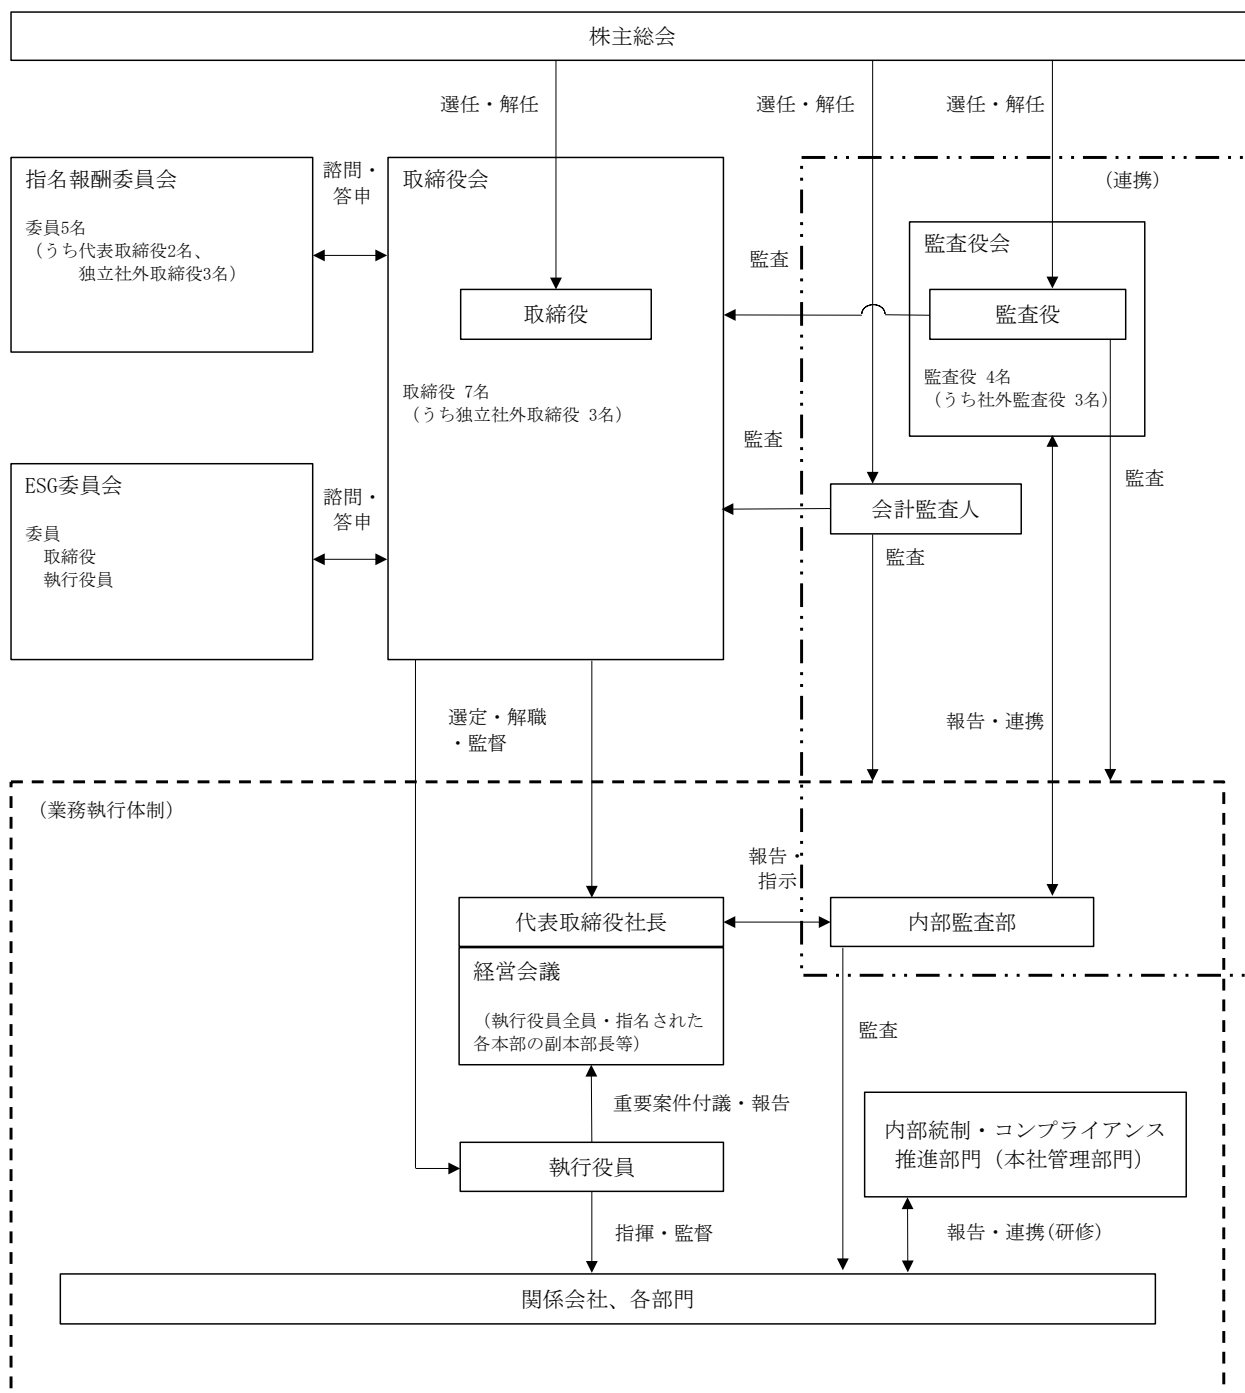 株主総会
選任・解任
選任・解任
選任・解任
指名報酬委員会
委員5名
(うち代表取締役2名、
独立社外取締役3名)
諮問・
答申
取締役会
取締役
取締役 7名
(うち独立社外取締役 3名)
(連携)
監査役会
監査役
監査役 4名
(うち社外監査役 3名)
監査
監査
会計監査人
監査
監査
ESG委員会
委員
取締役
執行役員
諮問・
答申
選定・解職
・監督
報告・連携
(業務執行体制)
報告・
指示
代表取締役社長
内部監査部
経営会議
(執行役員全員・指名された
各本部の副本部長等)
監査
重要案件付議・報告
内部統制・コンプライアンス
推進部門(本社管理部門)
執行役員
指揮・監督
報告・連携(研修)
関係会社、各部門